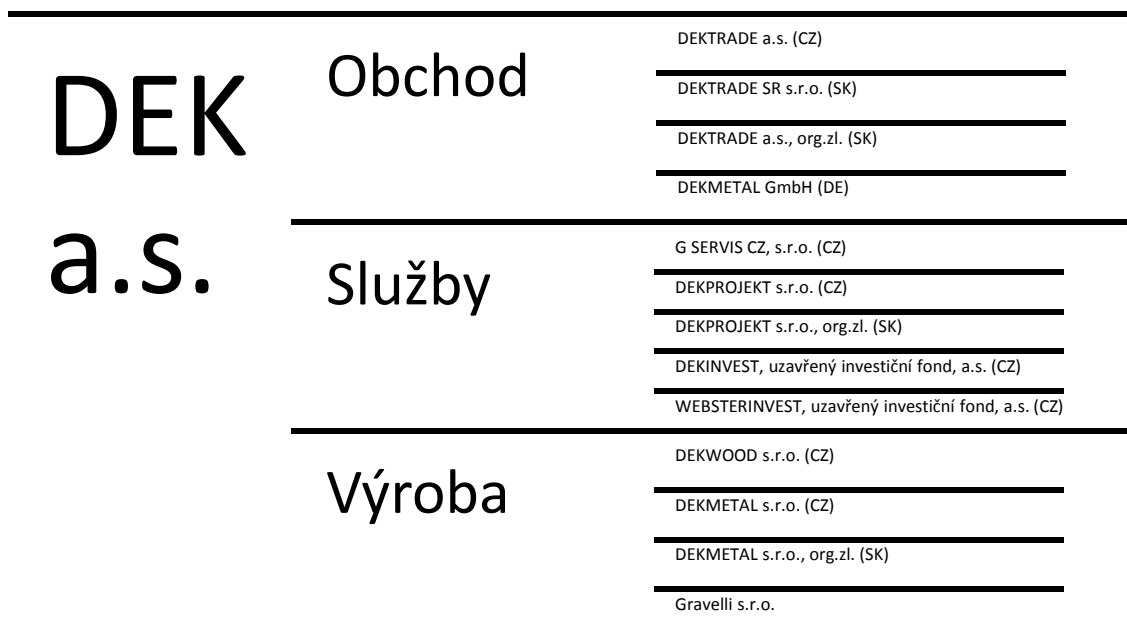 DEK
a.s.
Obchod
DEKTRADE a.s. (CZ)
DEKTRADE SR s.r.o. (SK)
DEKTRADE a.s., org.zl. (SK)
DEKMETAL GmbH (DE)
Služby
G SERVIS CZ, s.r.o. (CZ)
DEKPROJEKT s.r.o. (CZ)
DEKPROJEKT s.r.o., org.zl. (SK)
DEKINVEST, uzavřený investiční fond, a.s. (CZ)
WEBSTERINVEST, uzavřený investiční fond, a.s. (CZ)
Výroba
DEKWOOD s.r.o. (CZ)
DEKMETAL s.r.o. (CZ)
DEKMETAL s.r.o., org.zl. (SK)
Gravelli s.r.o.